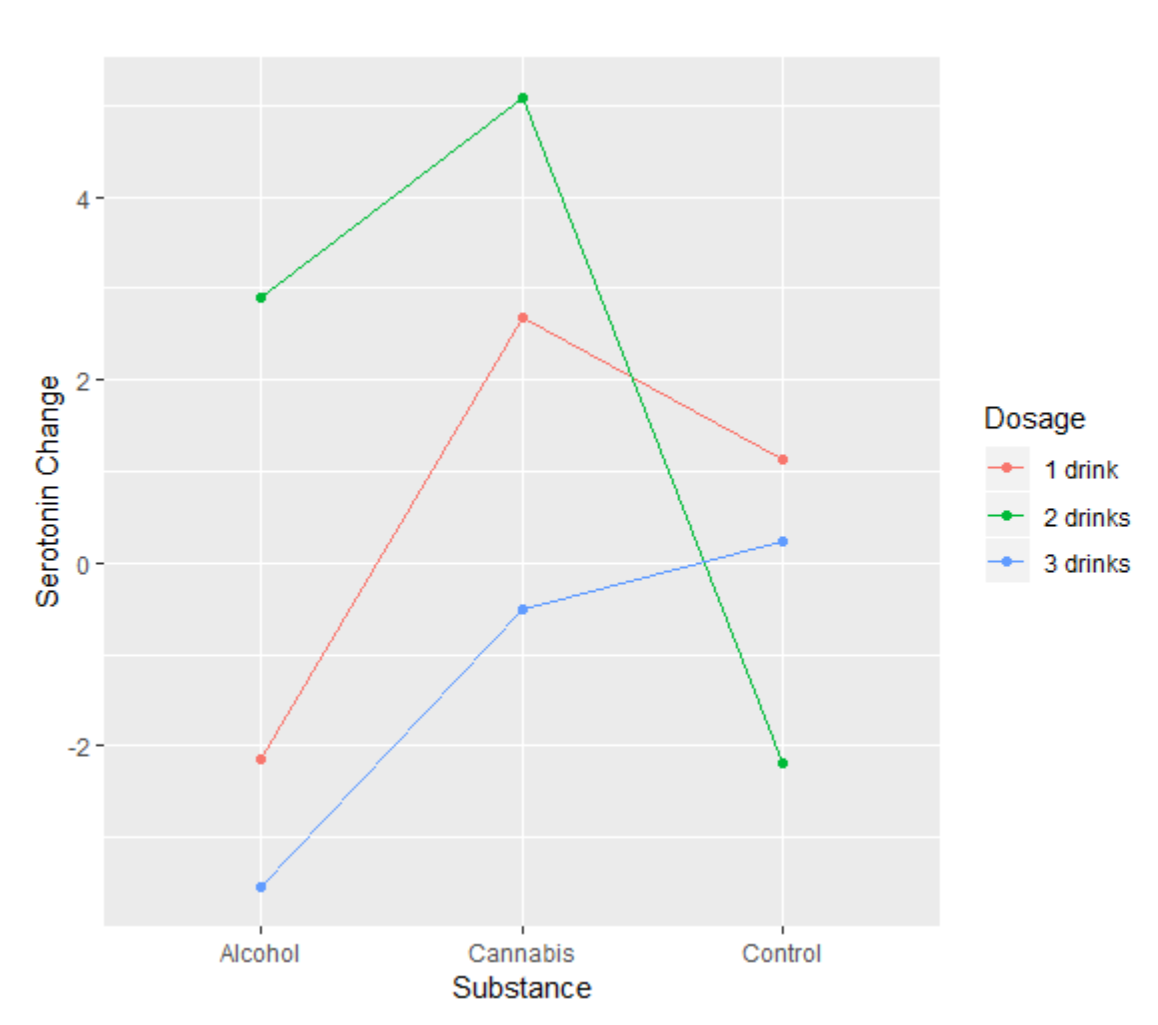 4
2
0
-2
Serotonin Change
Alcohol Cannabis Control
Substance
Dosage
1 drink
2 drinks
3 drinks